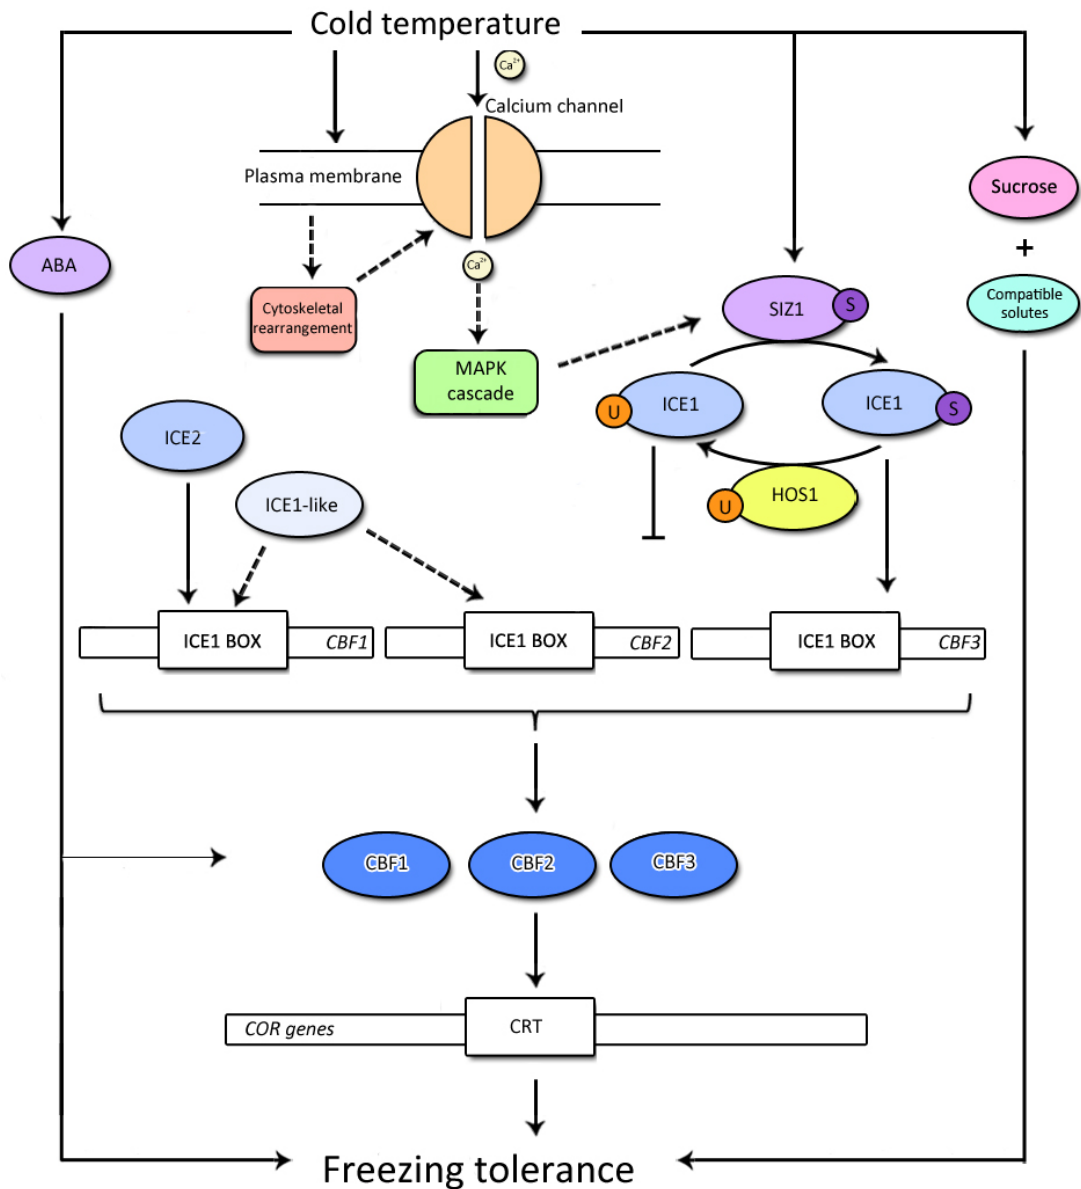 Cold temperature
Ca²⁺
Calcium channel
Plasma membrane
Sucrose
+
ABA
Ca²⁺
Compatible
solutes
Cytoskeletal
rearrangement
SIZ1
S
MAPK
cascade
U
ICE1
ICE1
S
ICE2
ICE1-like
U
HOS1
ICE1 BOX
CBF1
ICE1 BOX
CBF2
ICE1 BOX
CBF3
CBF1
CBF2
CBF3
COR genes
CRT
Freezing tolerance